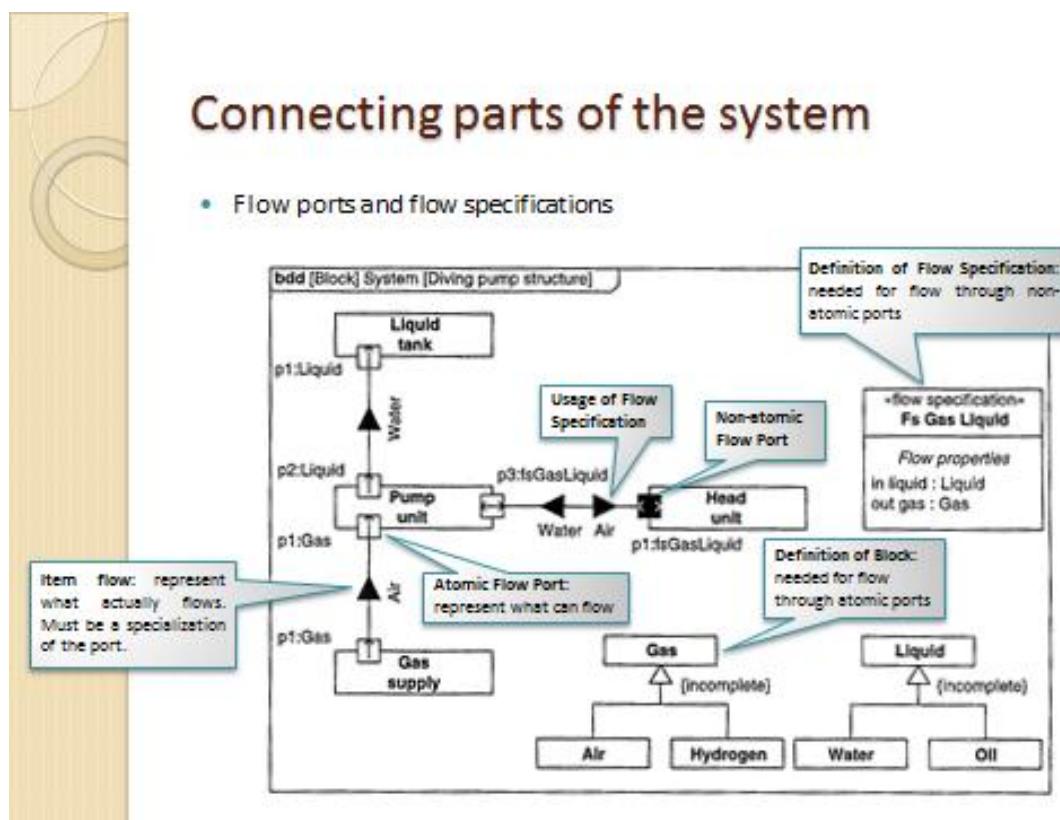 Connecting parts of the system
• Flow ports and flow specifications
bdd [Block] System [Diving pump structure]
Definition of Flow Specification:
needed for flow through non-
atomic ports
Liquid
tank
p1:Liquid
Water
Usage of Flow
Specification
Non-atomic
Flow Port
«flow specification»
Fs Gas Liquid
Flow properties
in liquid : Liquid
out gas : Gas
p2:Liquid
p3:fsGasLiquid
Pump
unit
Water Air
Head
unit
p1:fsGasLiquid
p1:Gas
Definition of Block:
needed for flow
through atomic ports
Item flow: represent
what actually flows.
Must be a specialization
of the port.
Air
Atomic Flow Port:
represent what can flow
p1:Gas
Gas
supply
Gas
{incomplete}
Liquid
{incomplete}
Air
Hydrogen
Water
Oil